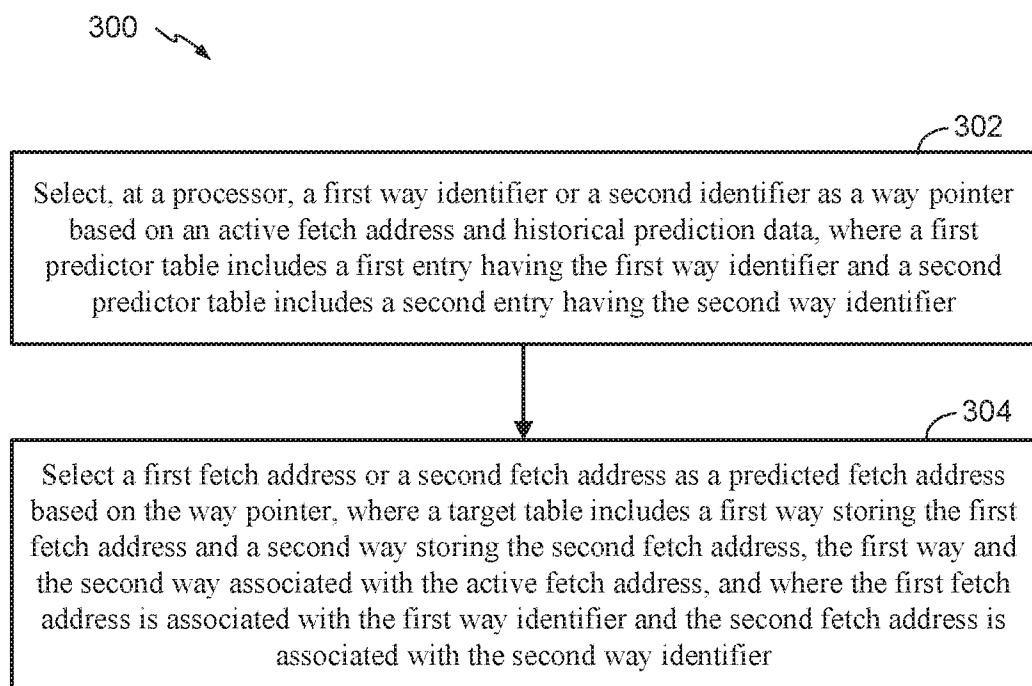 300
302
Select, at a processor, a first way identifier or a second identifier as a way pointer
based on an active fetch address and historical prediction data, where a first
predictor table includes a first entry having the first way identifier and a second
predictor table includes a second entry having the second way identifier
304
Select a first fetch address or a second fetch address as a predicted fetch address
based on the way pointer, where a target table includes a first way storing the first
fetch address and a second way storing the second fetch address, the first way and
the second way associated with the active fetch address, and where the first fetch
address is associated with the first way identifier and the second fetch address is
associated with the second way identifier